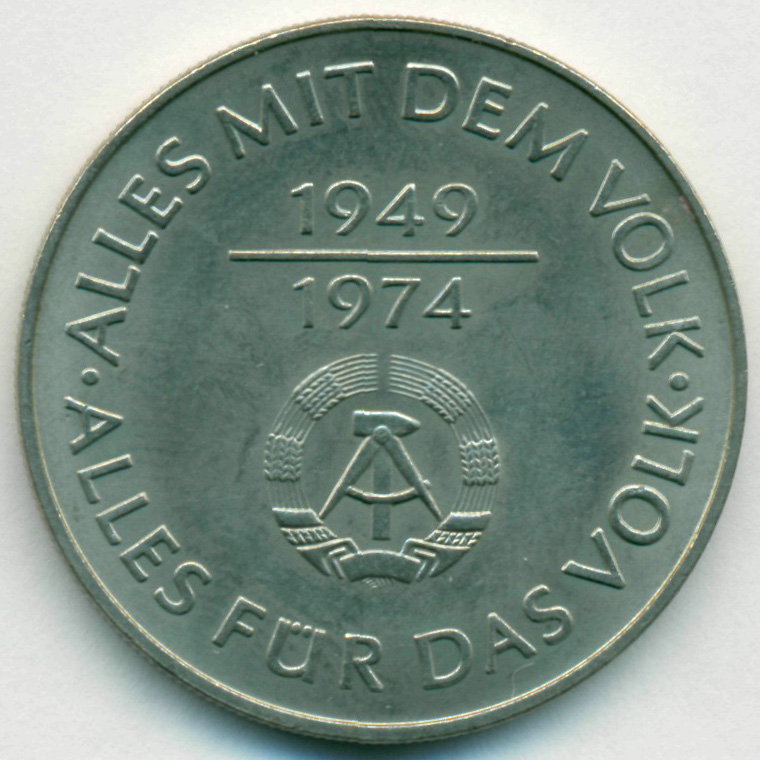 ALLES MIT DEM VOLK
1949
1974
ALLES FÜR DAS VOLK